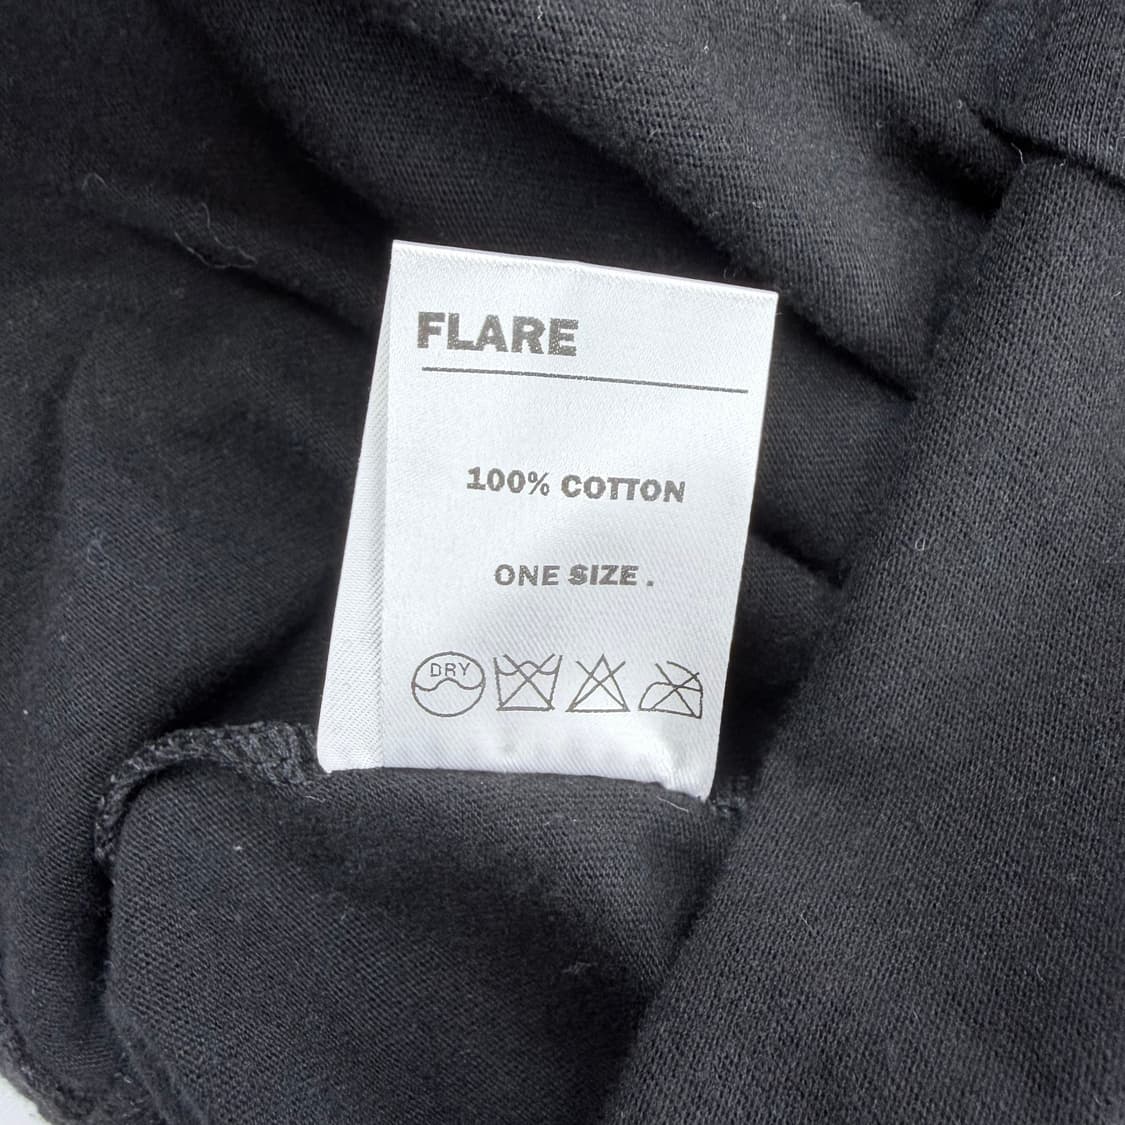 FLARE
100% COTTON
ONE SIZE .
DRY